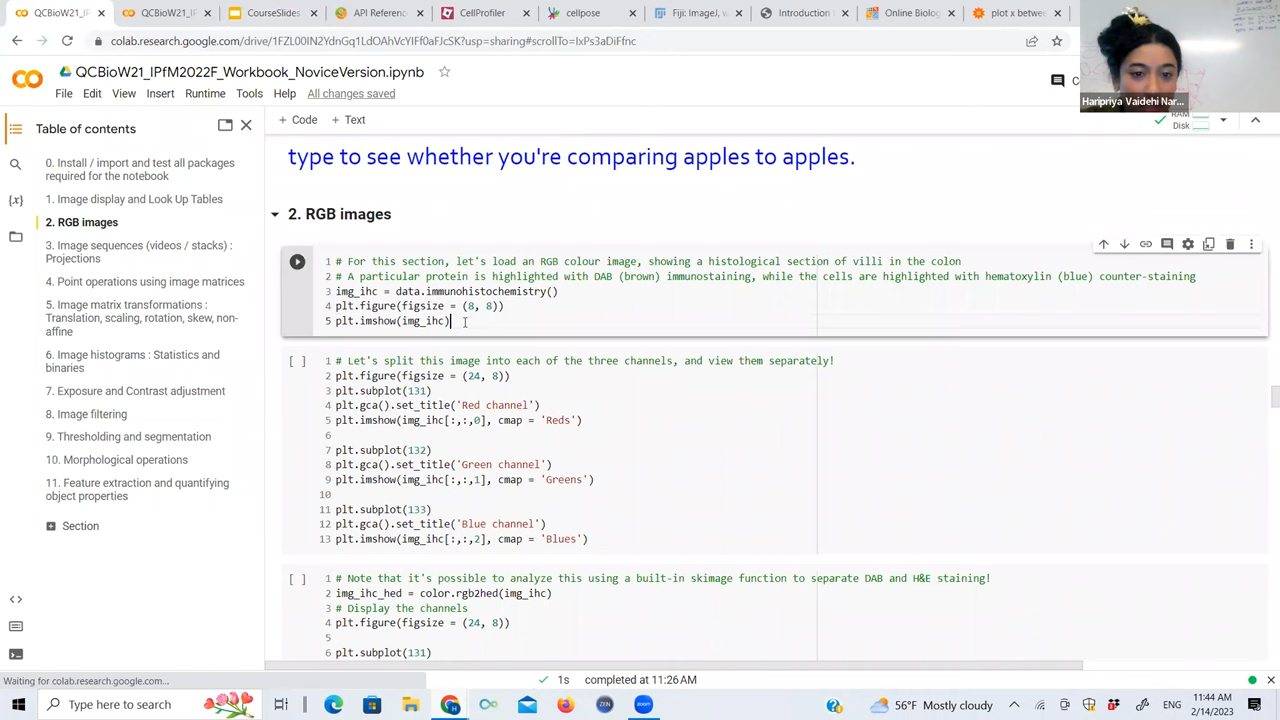 QCBioW21_IPf
QCBioW21_IPf
CourseSlides
API Referenc
CellProfiler
cellpose
Fiji: ImageJ, w
Introduction
Online Biolog
plot x betwee
colab.research.google.com/drive/1FZL00IN2YdnGq1LdOAhVcYIFf0aFJcSK?usp=sharing#scrollTo=IxPs3aDiFfnc
QCBioW21_IPfM2022F_Workbook_NoviceVersion.ipynb
File Edit View Insert Runtime Tools Help All changes saved
Haripriya Vaidehi Nar...
Table of contents
+ Code + Text
RAM
Disk
0. Install / import and test all packages
required for the notebook
1. Image display and Look Up Tables
2. RGB images
3. Image sequences (videos / stacks) :
Projections
4. Point operations using image matrices
5. Image matrix transformations :
Translation, scaling, rotation, skew, non-
affine
6. Image histograms : Statistics and
binaries
7. Exposure and Contrast adjustment
8. Image filtering
9. Thresholding and segmentation
10. Morphological operations
11. Feature extraction and quantifying
object properties
Section
type to see whether you're comparing apples to apples.
2. RGB images
1 # For this section, let's load an RGB colour image, showing a histological section of villi in the colon
2 # A particular protein is highlighted with DAB (brown) immunostaining, while the cells are highlighted with hematoxylin (blue) counter-staining
3 img_ihc = data.immunohistochemistry()
4 plt.figure(figsize = (8, 8))
5 plt.imshow(img_ihc)
[ ] 1 # Let's split this image into each of the three channels, and view them separately!
2 plt.figure(figsize = (24, 8))
3 plt.subplot(131)
4 plt.gca().set_title('Red channel')
5 plt.imshow(img_ihc[:,:,0], cmap = 'Reds')
6
7 plt.subplot(132)
8 plt.gca().set_title('Green channel')
9 plt.imshow(img_ihc[:,:,1], cmap = 'Greens')
10
11 plt.subplot(133)
12 plt.gca().set_title('Blue channel')
13 plt.imshow(img_ihc[:,:,2], cmap = 'Blues')
[ ] 1 # Note that it's possible to analyze this using a built-in skimage function to separate DAB and H&E staining!
2 img_ihc_hed = color.rgb2hed(img_ihc)
3 # Display the channels
4 plt.figure(figsize = (24, 8))
5
6 plt.subplot(131)
Waiting for colab.research.google.com...
1s completed at 11:26 AM
Type here to search
ZEN
zoom
56°F Mostly cloudy
ENG
11:44 AM
2/14/2023